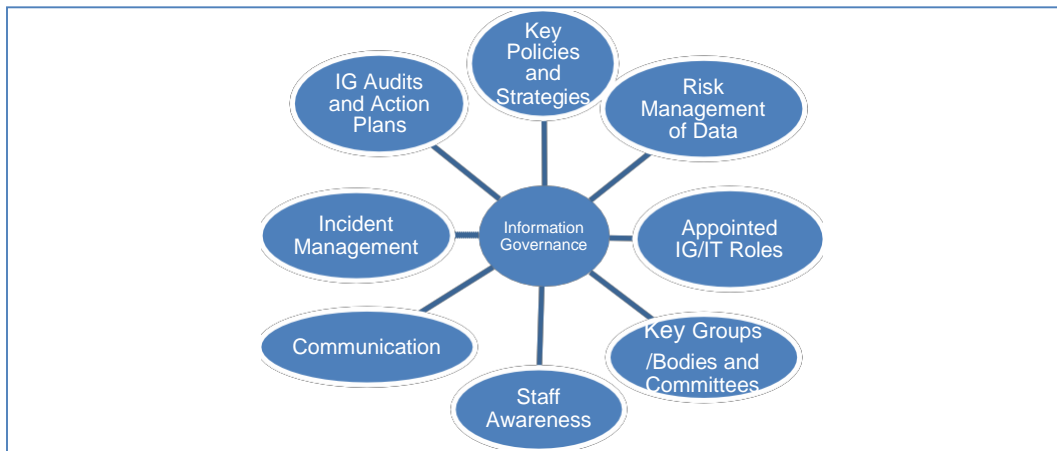 Key
Policies
and
Strategies
Risk
Management
of Data
Appointed
IG/IT Roles
Key Groups
/Bodies and
Committees
Staff
Awareness
Communication
Incident
Management
IG Audits
and Action
Plans
Information
Governance